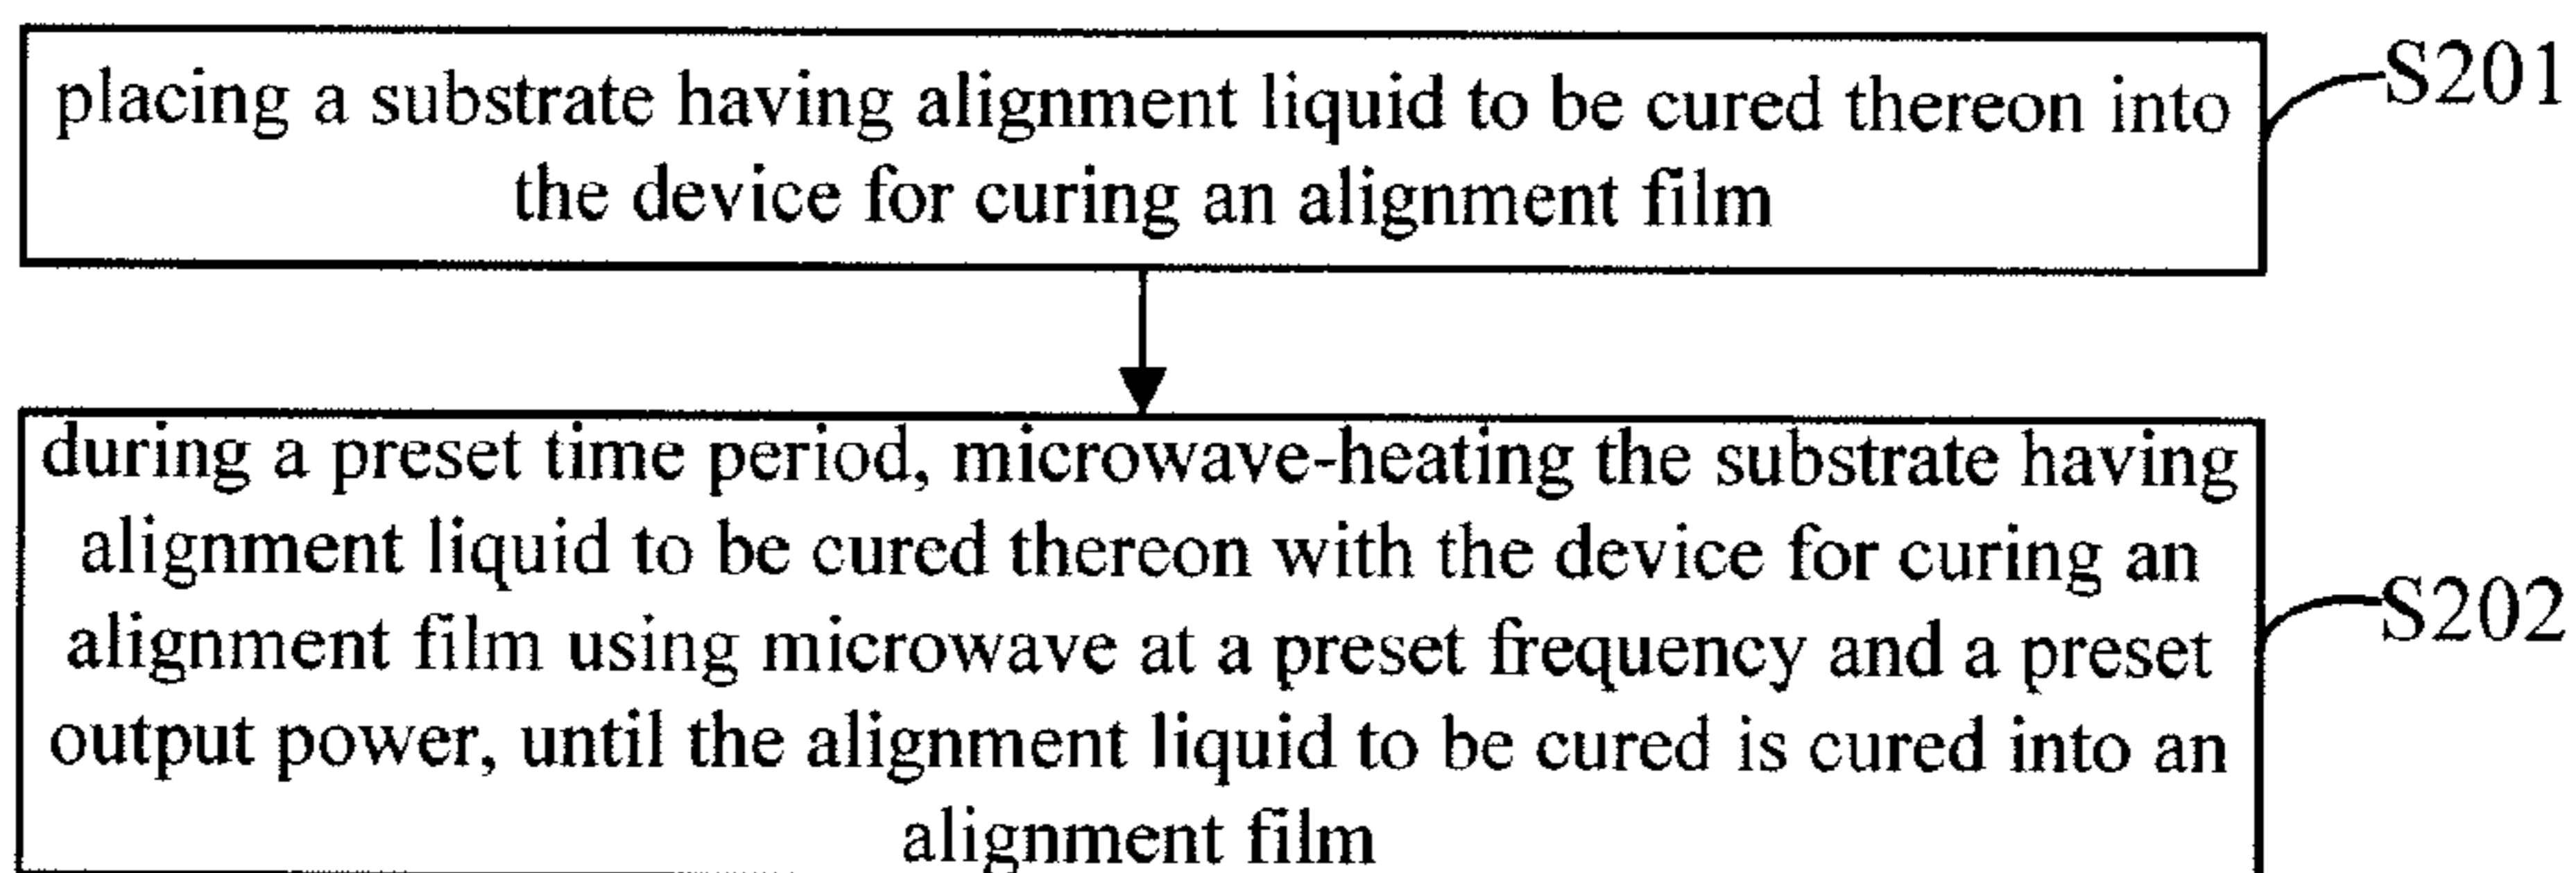 placing a substrate having alignment liquid to be cured thereon into
the device for curing an alignment film
S201
during a preset time period, microwave-heating the substrate having
alignment liquid to be cured thereon with the device for curing an
alignment film using microwave at a preset frequency and a preset
output power, until the alignment liquid to be cured is cured into an
alignment film
S202